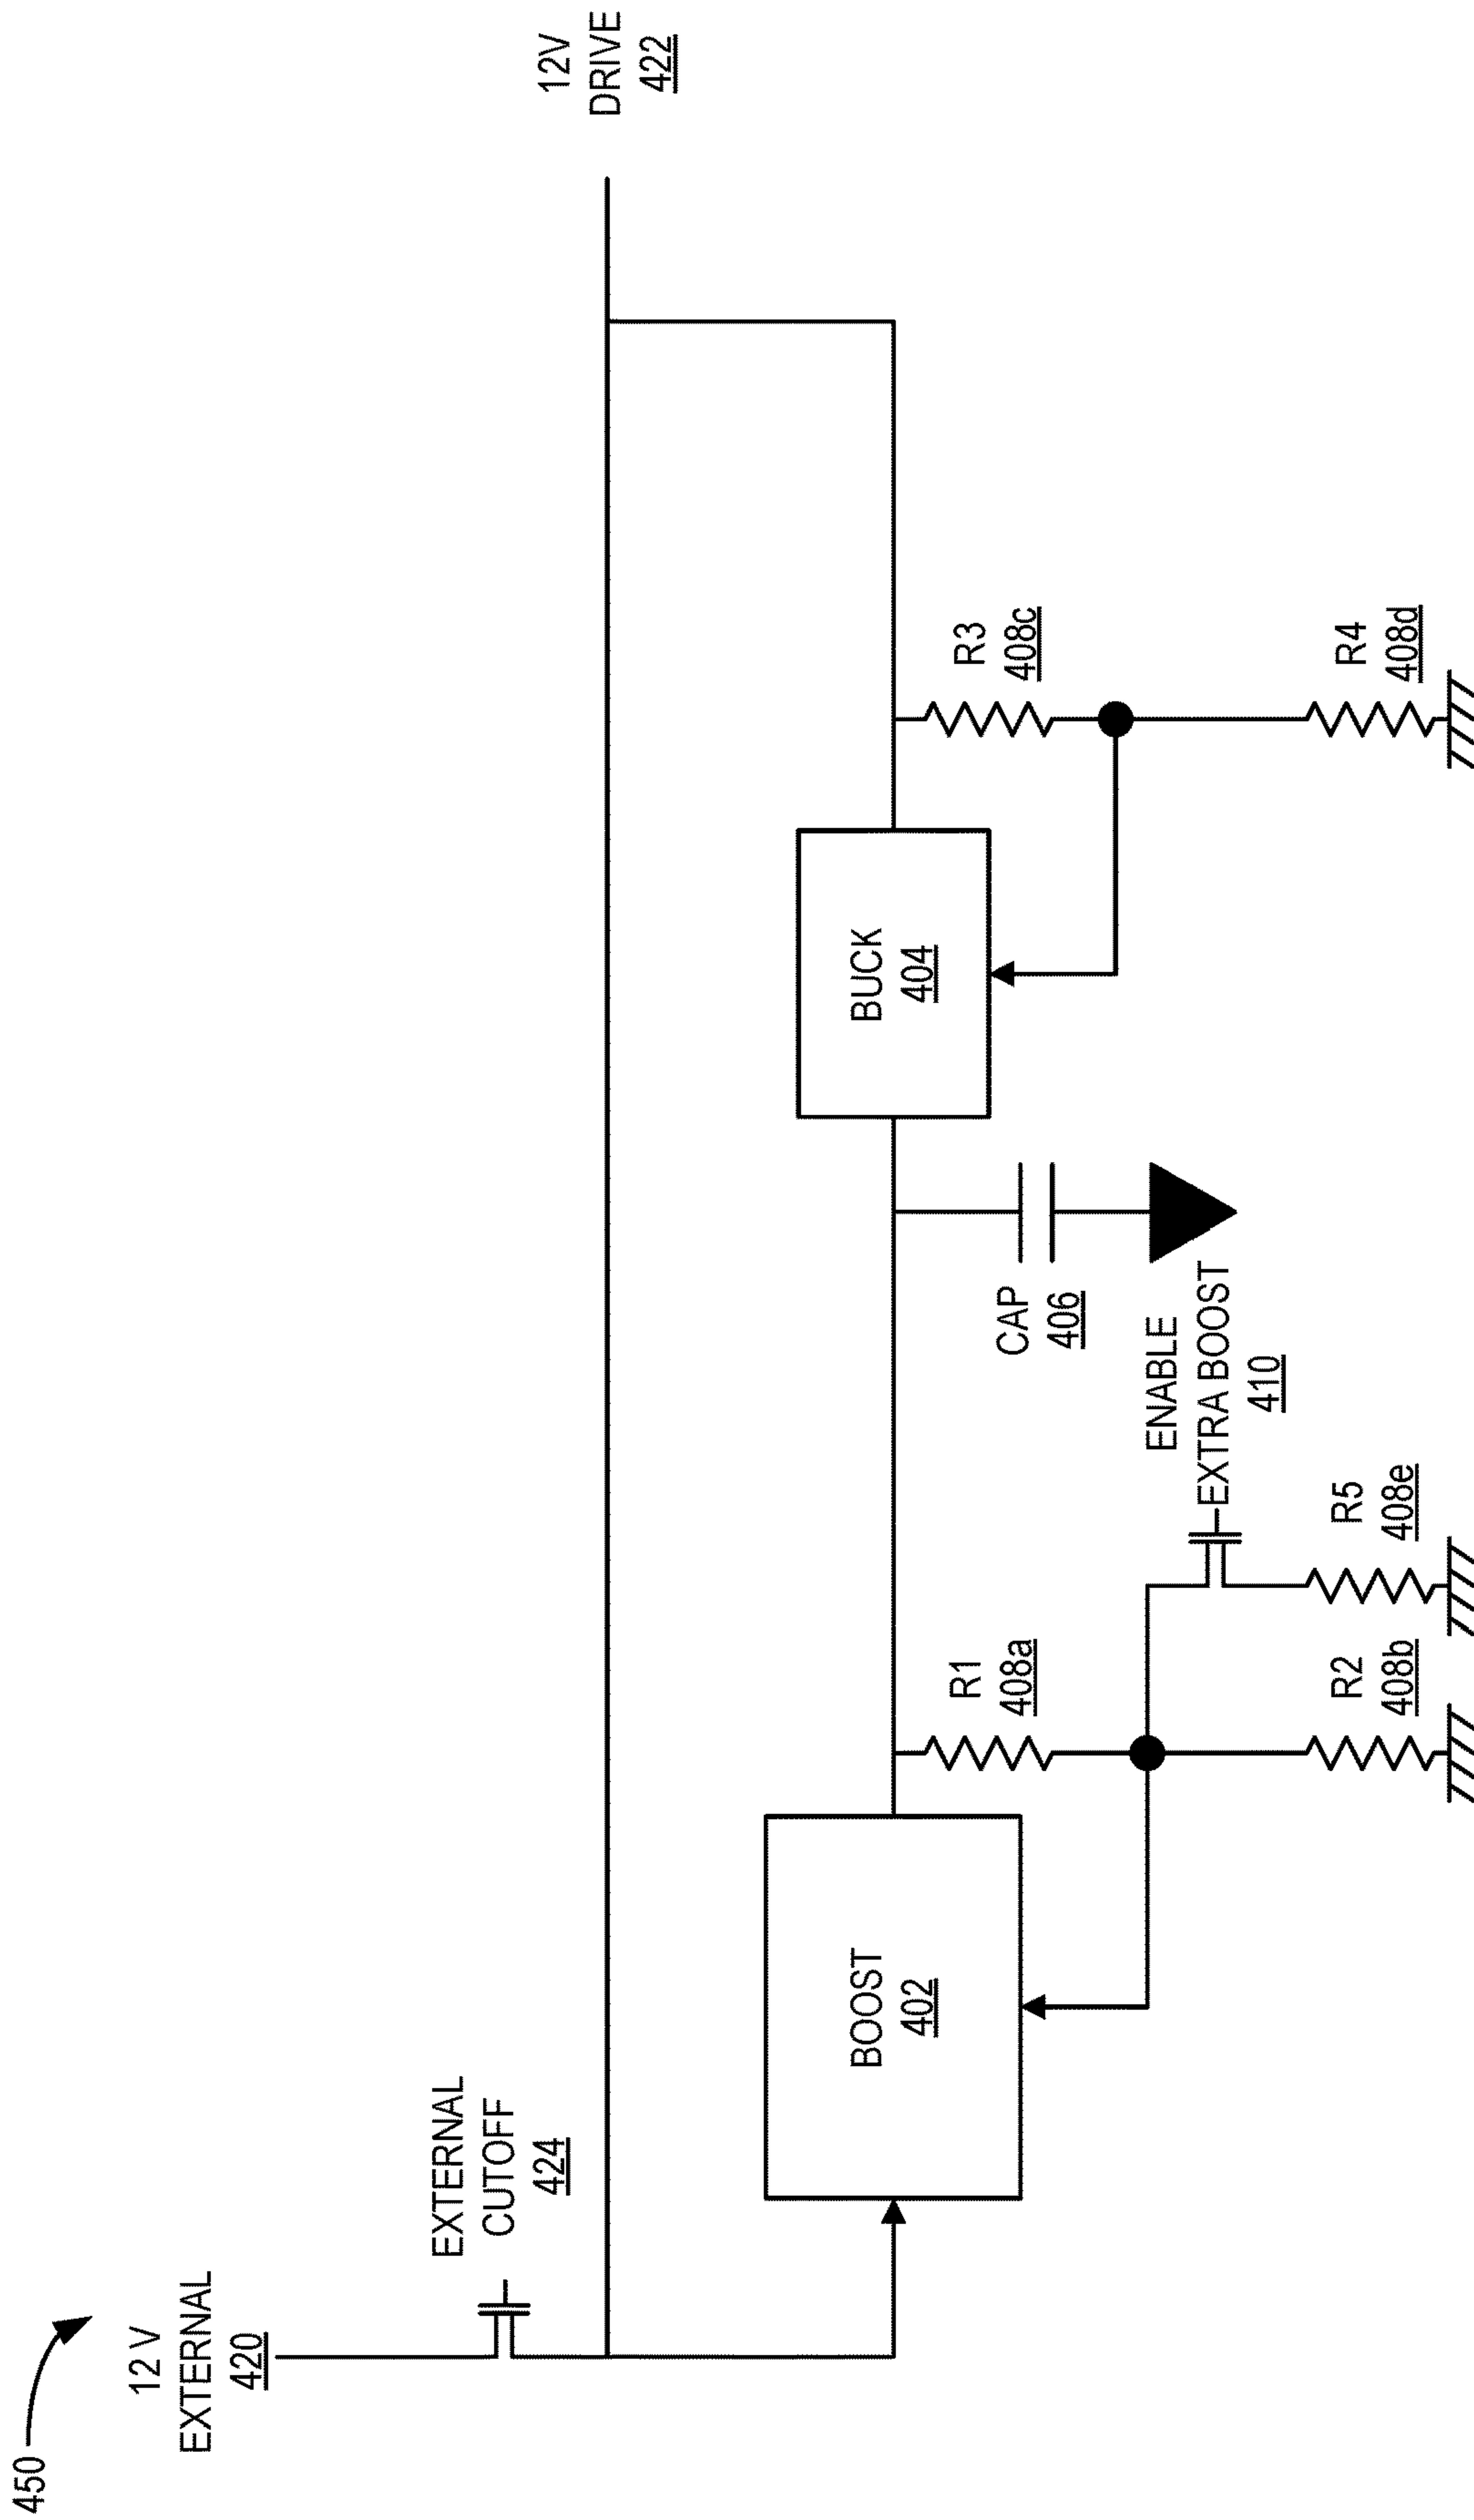 450
12 V
EXTERNAL
420
EXTERNAL
CUTOFF
424
12V
DRIVE
422
BOOST
402
BUCK
404
R1
408a
R2
408b
R5
408e
ENABLE
EXTRA BOOST
410
CAP
406
R3
408c
R4
408d